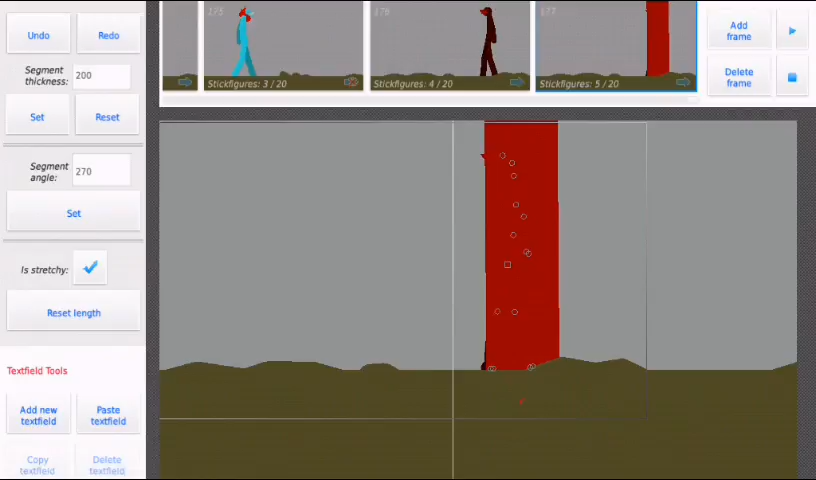 Undo
Redo
Segment
thickness:
200
Set
Reset
Segment
angle:
270
Set
Is stretchy:
Reset length
Textfield Tools
Add new
textfield
Paste
textfield
Copy
textfield
Delete
textfield
175
Stickfigures: 3 / 20
176
Stickfigures: 4 / 20
177
Stickfigures: 5 / 20
Add
frame
Delete
frame